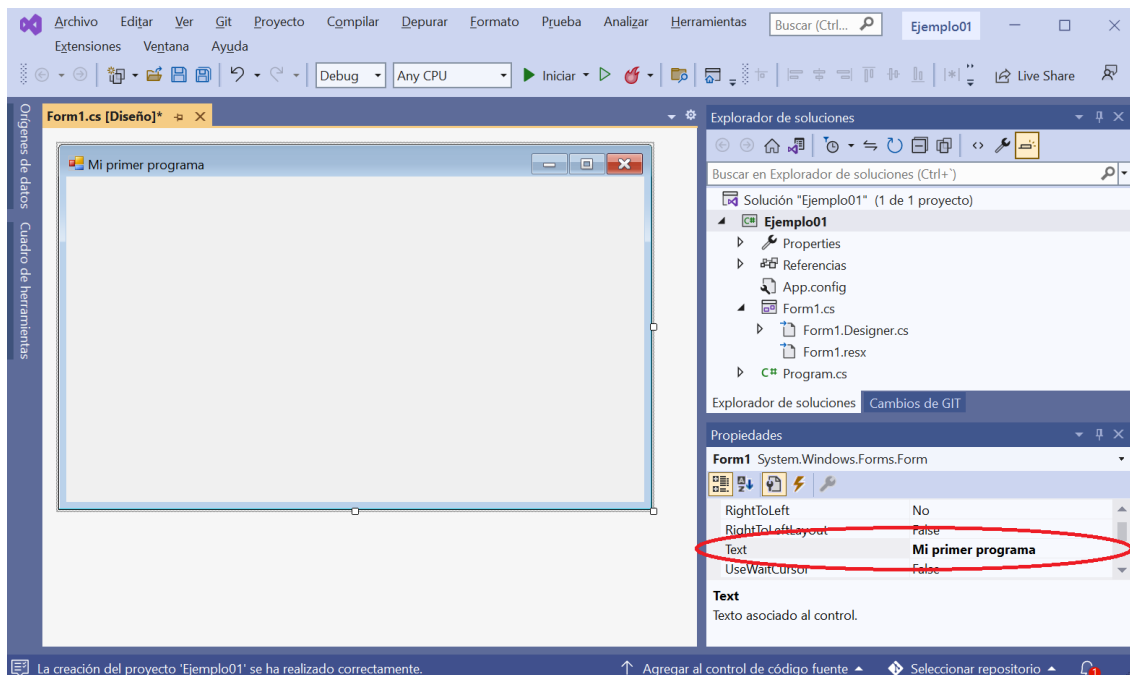 Archivo Editar Ver Git Proyecto Compilar Depurar Formato Prueba Analizar Herramientas Buscar (Ctrl... Ejemplo01
Extensiones Ventana Ayuda
Debug Any CPU Iniciar Live Share
Orígenes de datos
Cuadro de herramientas
Form1.cs [Diseño]*
Mi primer programa
Explorador de soluciones
Buscar en Explorador de soluciones (Ctrl+`)
Solución "Ejemplo01" (1 de 1 proyecto)
C# Ejemplo01
Properties
Referencias
App.config
Form1.cs
Form1.Designer.cs
Form1.resx
C# Program.cs
Explorador de soluciones Cambios de GIT
Propiedades
Form1 System.Windows.Forms.Form
RightToLeft No
RightToLeftLayout False
Text Mi primer programa
UseWaitCursor False
Text
Texto asociado al control.
La creación del proyecto 'Ejemplo01' se ha realizado correctamente. Agregar al control de código fuente Seleccionar repositorio 1